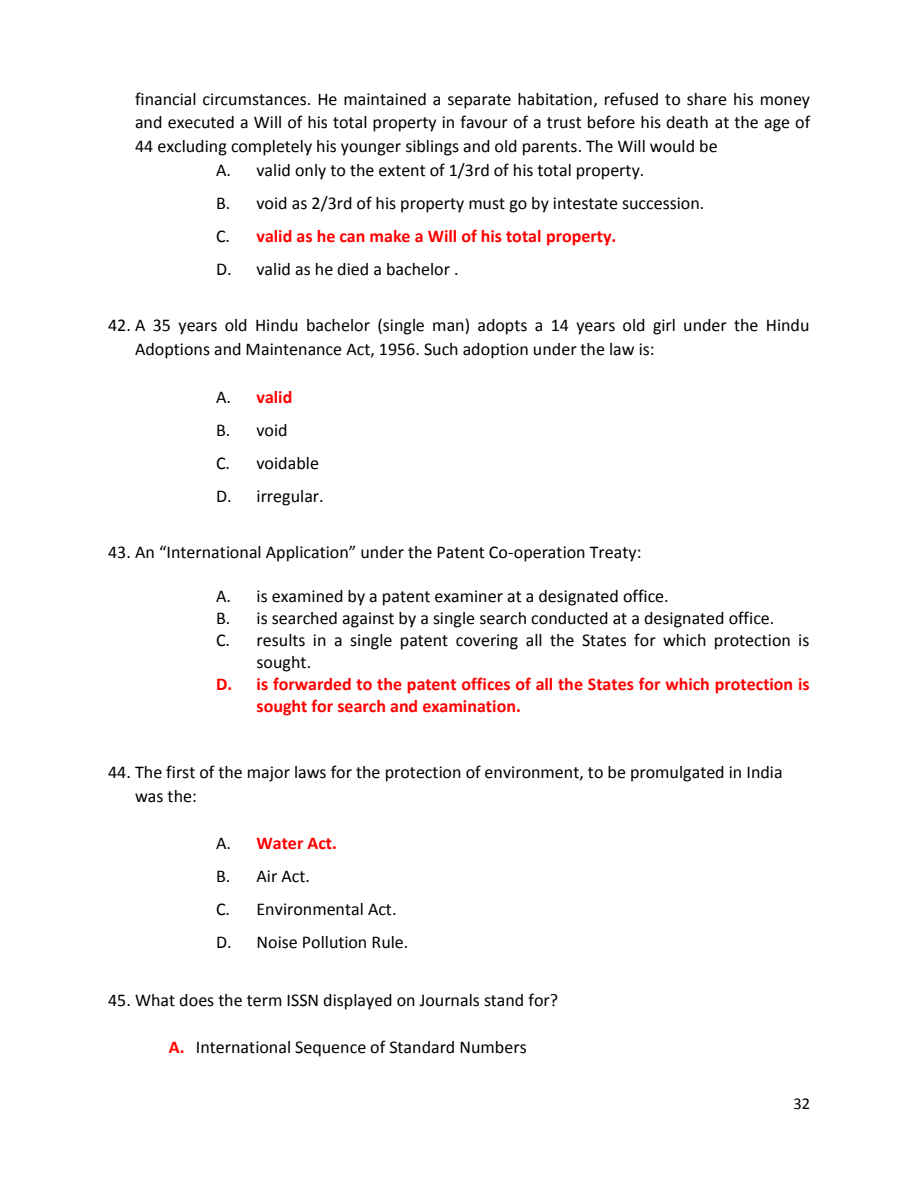 financial circumstances. He maintained a separate habitation, refused to share his money
and executed a Will of his total property in favour of a trust before his death at the age of
44 excluding completely his younger siblings and old parents. The Will would be
A. valid only to the extent of 1/3rd of his total property.
B. void as 2/3rd of his property must go by intestate succession.
C. valid as he can make a Will of his total property.
D. valid as he died a bachelor .
42. A 35 years old Hindu bachelor (single man) adopts a 14 years old girl under the Hindu
Adoptions and Maintenance Act, 1956. Such adoption under the law is:
A. valid
B. void
C. voidable
D. irregular.
43. An “International Application” under the Patent Co-operation Treaty:
A. is examined by a patent examiner at a designated office.
B. is searched against by a single search conducted at a designated office.
C. results in a single patent covering all the States for which protection is
sought.
D. is forwarded to the patent offices of all the States for which protection is
sought for search and examination.
44. The first of the major laws for the protection of environment, to be promulgated in India
was the:
A. Water Act.
B. Air Act.
C. Environmental Act.
D. Noise Pollution Rule.
45. What does the term ISSN displayed on Journals stand for?
A. International Sequence of Standard Numbers
32